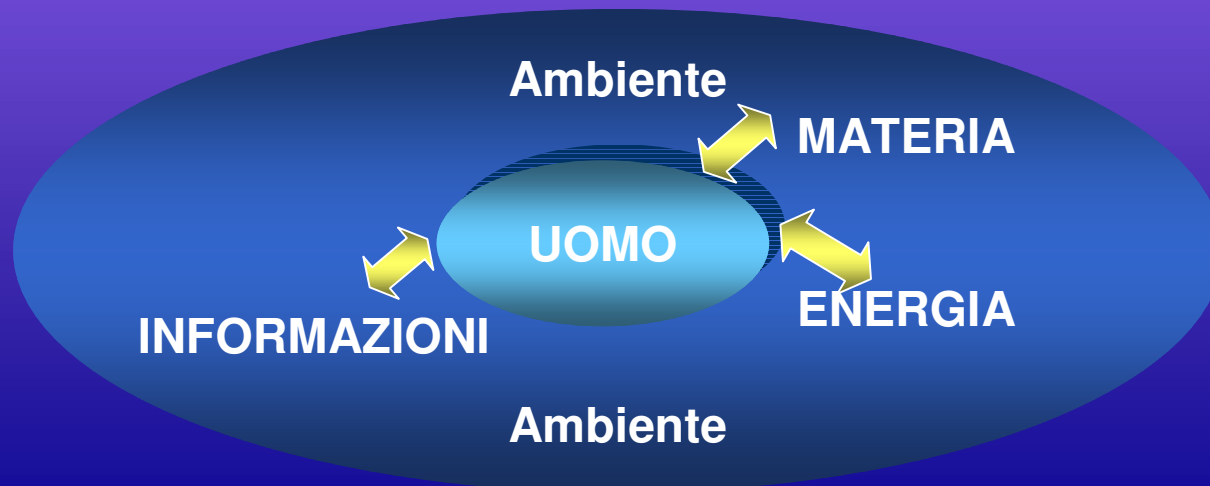 Ambiente
MATERIA
UOMO
ENERGIA
INFORMAZIONI
Ambiente